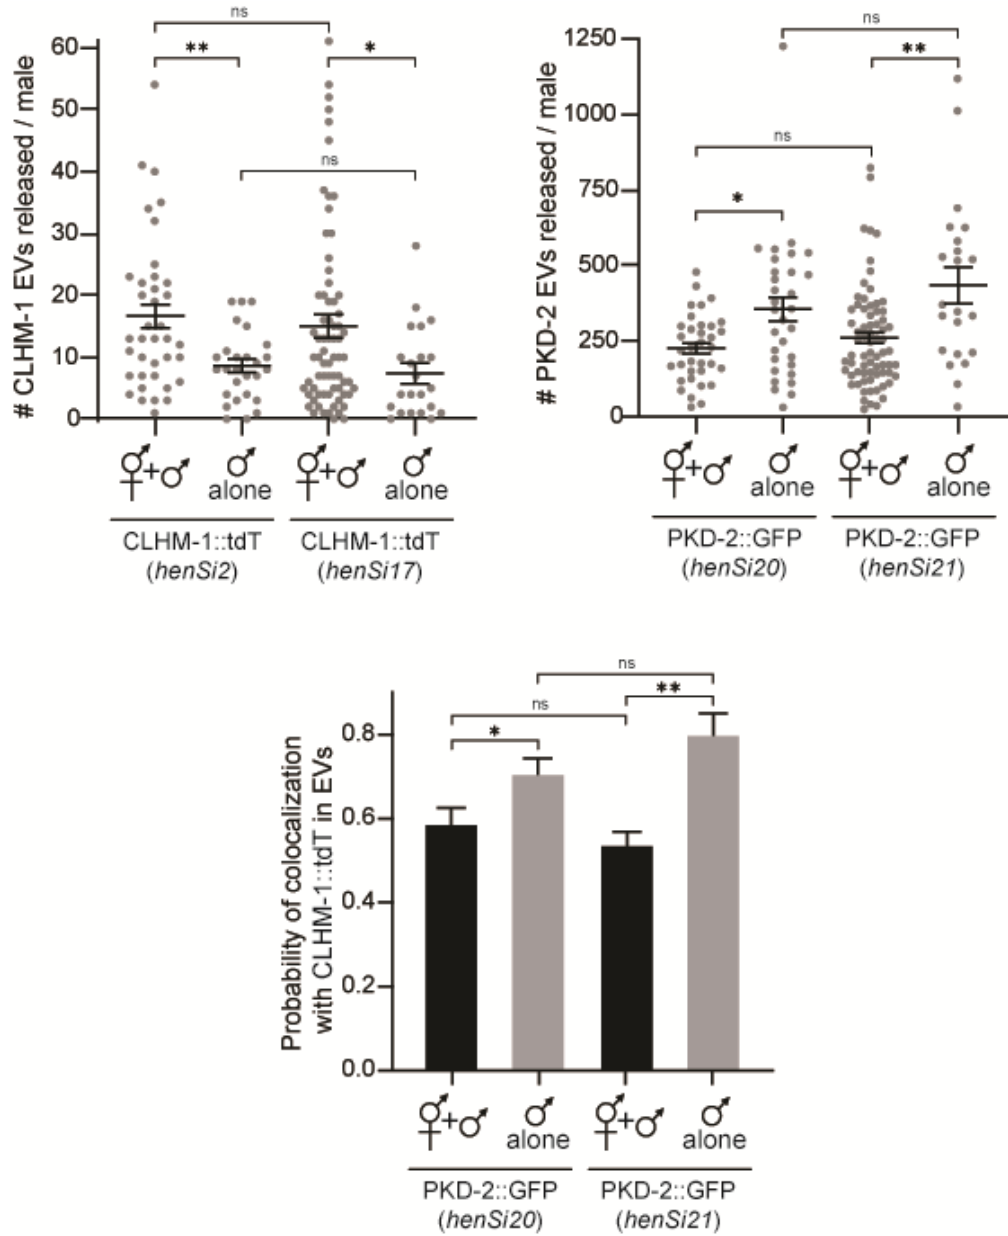 ns
**
*
ns
# CLHM-1 EVs released / male
60
50
40
30
20
10
0
+
alone
+
alone
CLHM-1::tdT
(henSi2)
CLHM-1::tdT
(henSi17)
ns
**
ns
*
# PKD-2 EVs released / male
1250
1000
750
500
250
0
+
alone
+
alone
PKD-2::GFP
(henSi20)
PKD-2::GFP
(henSi21)
ns
**
ns
*
Probability of colocalization
with CLHM-1::tdT in EVs
0.8
0.6
0.4
0.2
0.0
+
alone
+
alone
PKD-2::GFP
(henSi20)
PKD-2::GFP
(henSi21)